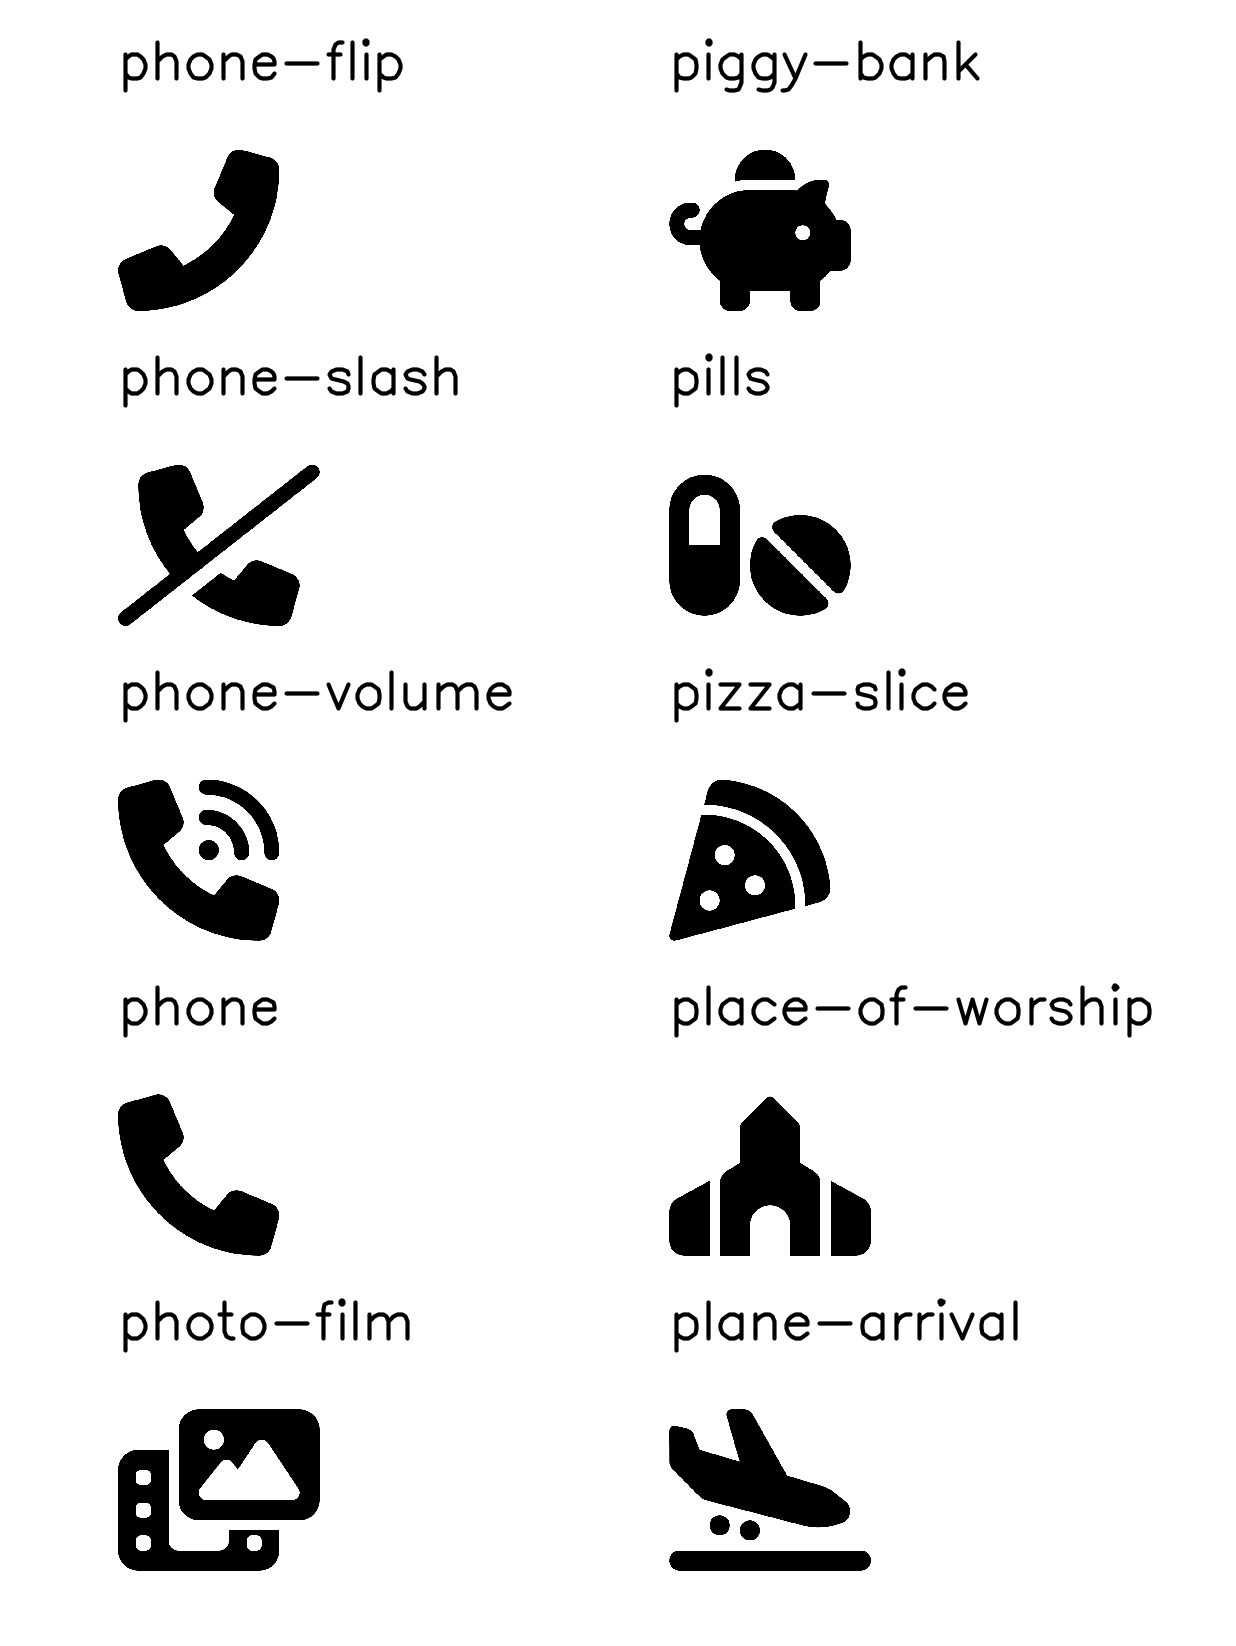 phone-flip
piggy-bank
phone-slash
pills
phone-volume
pizza-slice
phone
place-of-worship
photo-film
plane-arrival